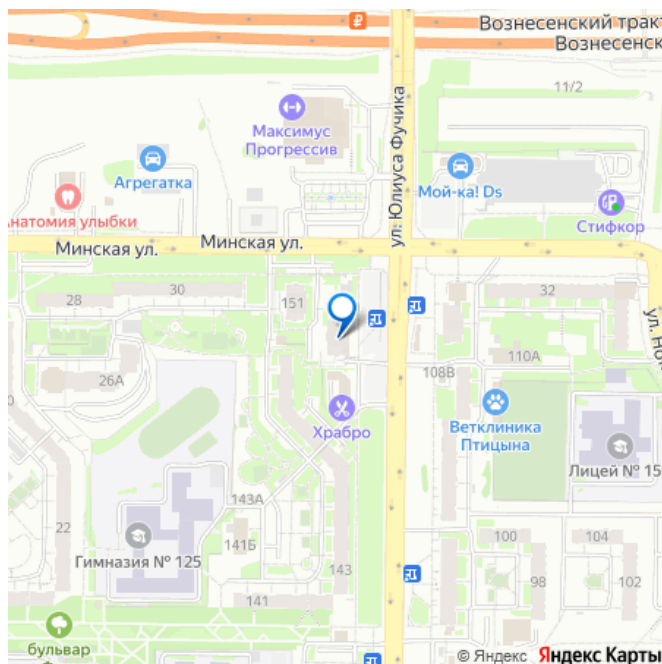 Вознесенский тракт
Вознесенск
11/2
ул. Юлиуса Фучика
Максимус
Прогрессив
Агрегатка
Мой-ка! Ds
Анатомия улыбки
Стифкор
Минская ул.
Минская ул.
30
28
151
32
ул. Но
110А
108В
26А
Храбро
Ветклиника
Птицына
Лицей № 15
143А
22
141Б
100
104
Гимназия № 125
143
98
102
141
бульвар
© Яндекс Яндекс Карты